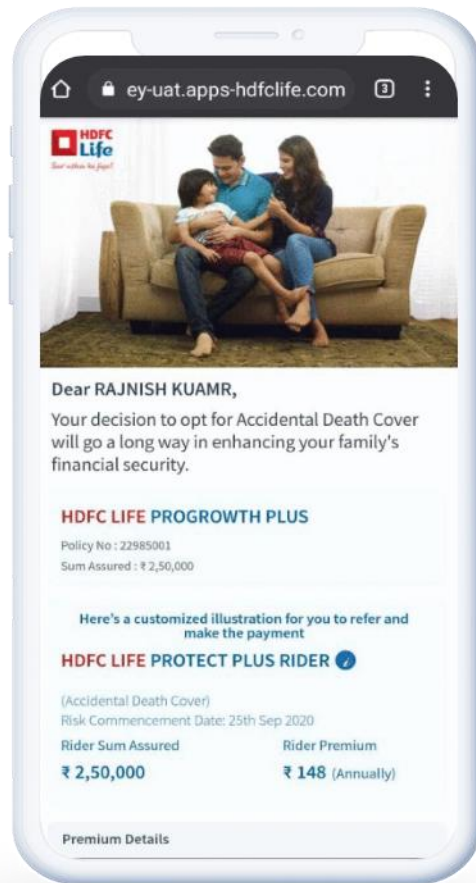 ey-uat.apps-hdfclife.com 3
HDFC
Life
Sar utha ke jiyo!
Dear RAJNISH KUAMR,
Your decision to opt for Accidental Death Cover
will go a long way in enhancing your family's
financial security.
HDFC LIFE PROGROWTH PLUS
Policy No : 22985001
Sum Assured : ₹ 2,50,000
Here's a customized illustration for you to refer and
make the payment
HDFC LIFE PROTECT PLUS RIDER i
(Accidental Death Cover)
Risk Commencement Date: 25th Sep 2020
Rider Sum Assured Rider Premium
₹ 2,50,000 ₹ 148 (Annually)
Premium Details